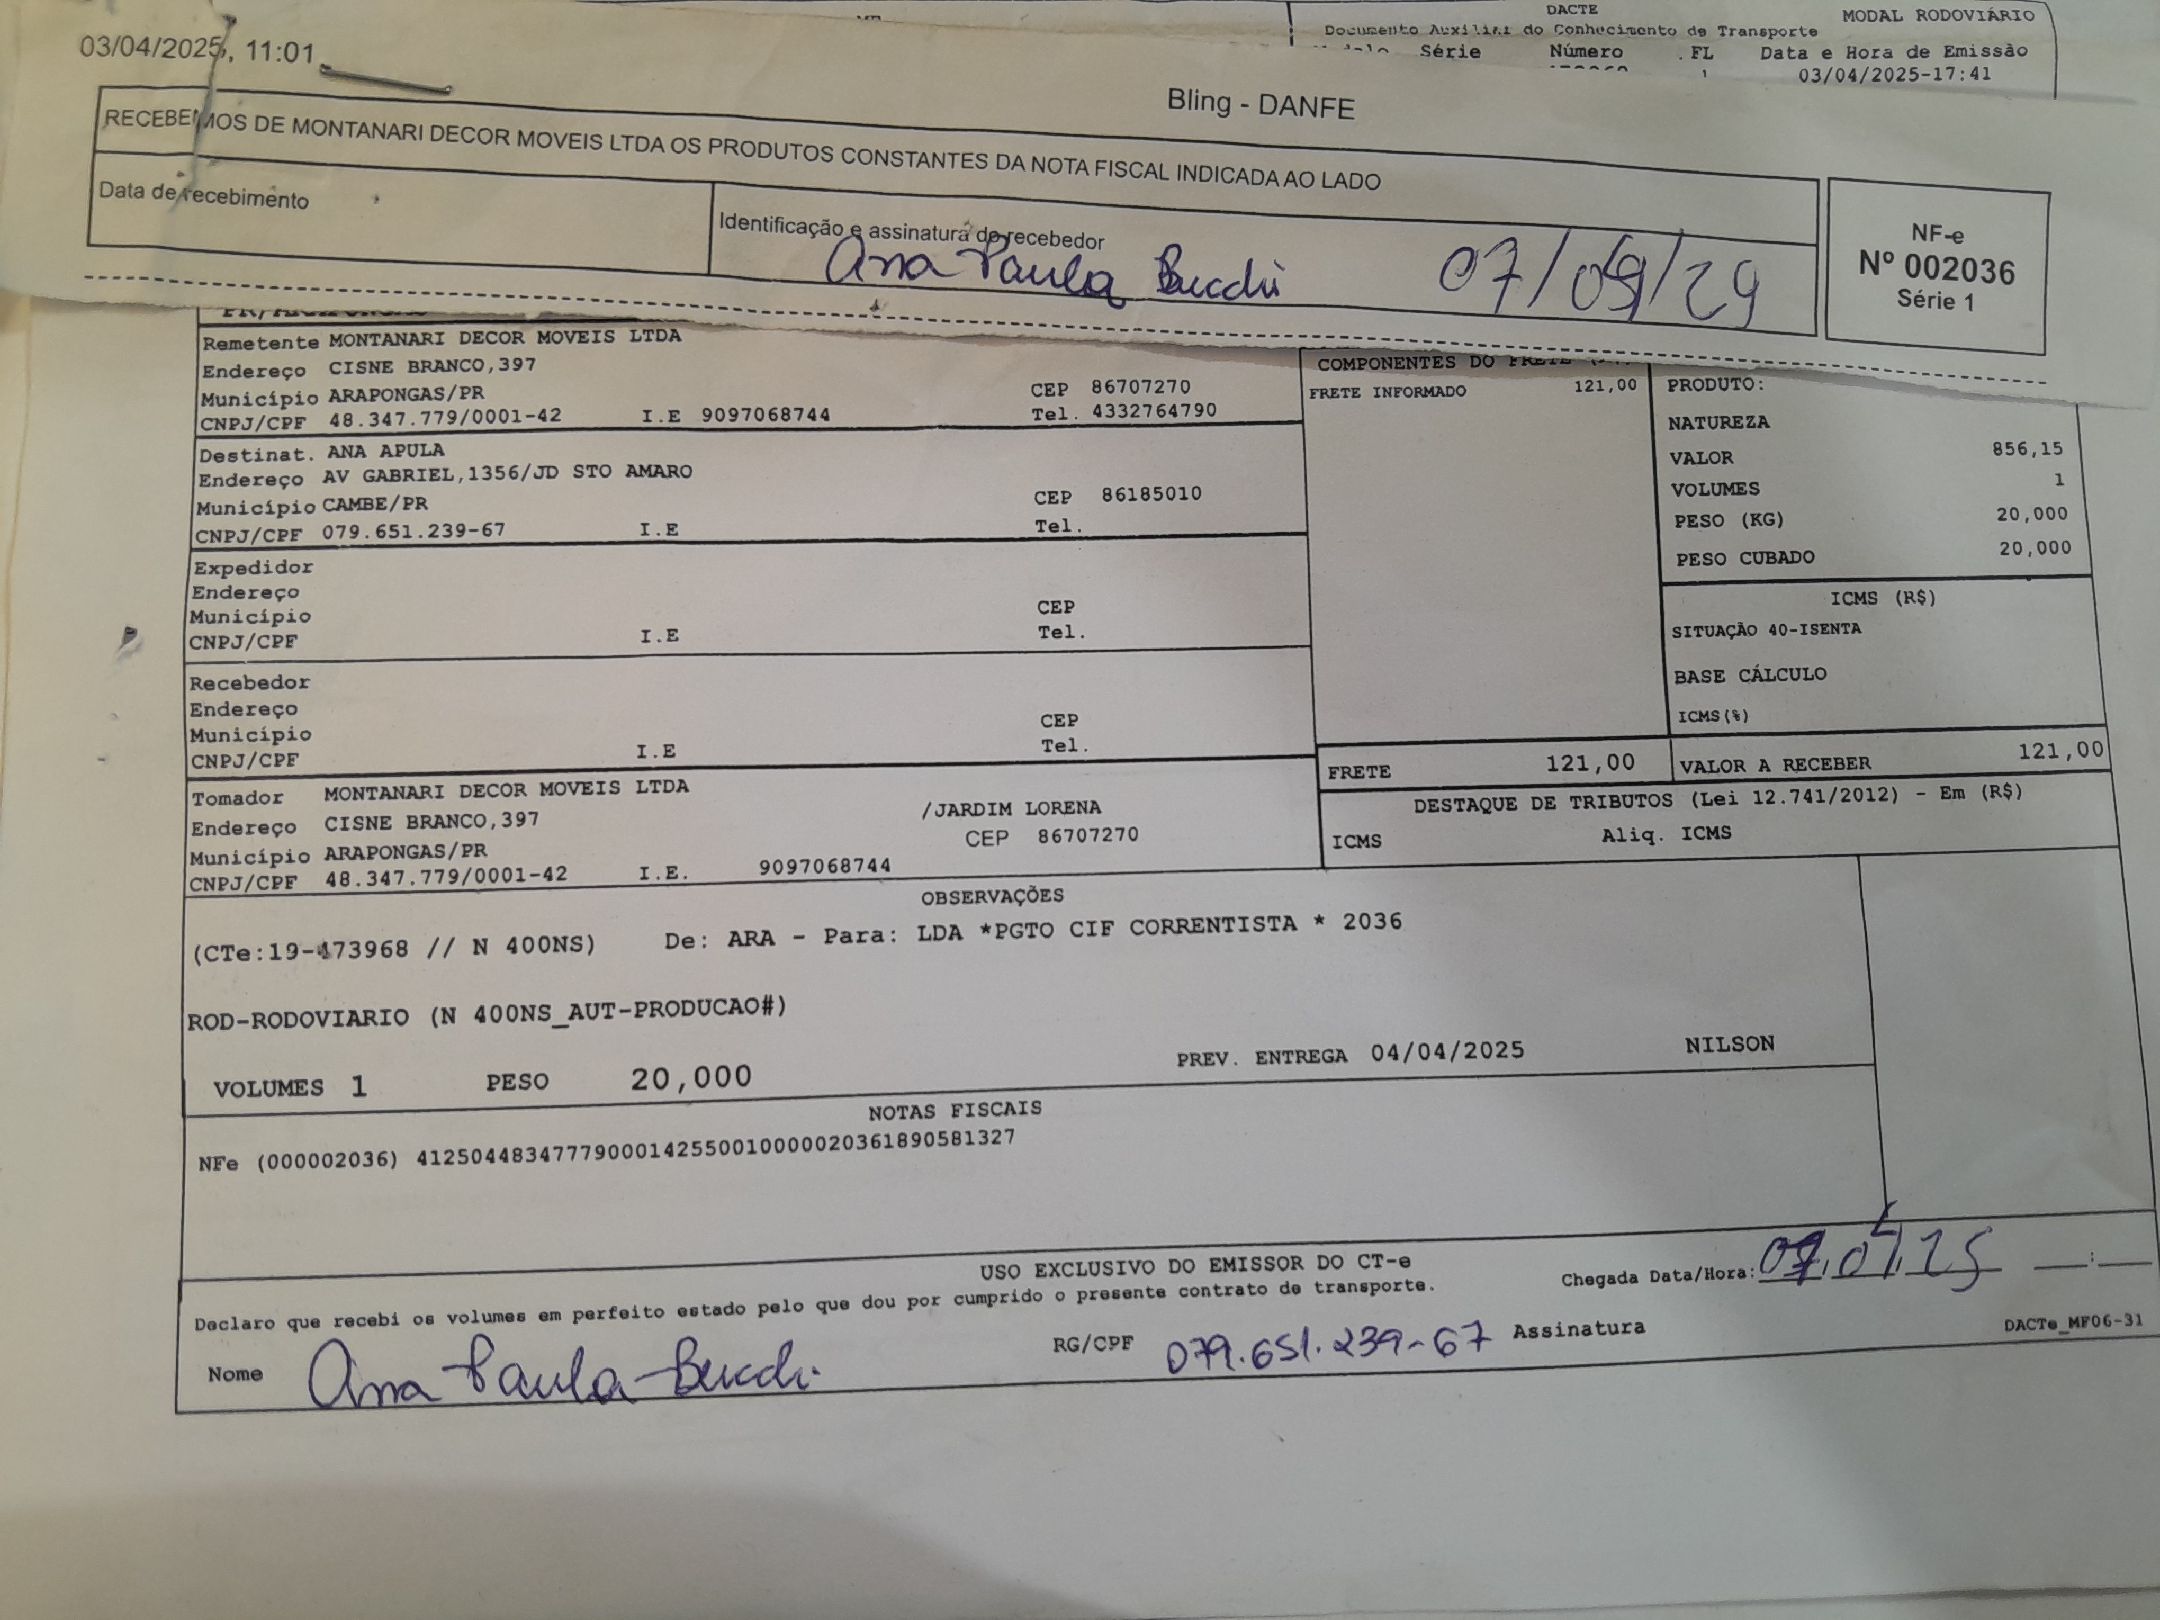 DACTE
MODAL RODOVIÁRIO
Documento Auxiliar do Conhecimento de Transporte
Série Número FL Data e Hora de Emissão
1 03/04/2025-17:41
03/04/2025, 11:01
Bling - DANFE
RECEBEMOS DE MONTANARI DECOR MOVEIS LTDA OS PRODUTOS CONSTANTES DA NOTA FISCAL INDICADA AO LADO
Data de recebimento
Identificação e assinatura do recebedor
Ana Paula
NF-e
Nº 002036
Série 1
Remetente MONTANARI DECOR MOVEIS LTDA
Endereço CISNE BRANCO,397
Município ARAPONGAS/PR CEP 86707270
CNPJ/CPF 48.347.779/0001-42 I.E 9097068744 Tel. 4332764790
Destinat. ANA APULA
Endereço AV GABRIEL,1356/JD STO AMARO
Município CAMBE/PR CEP 86185010
CNPJ/CPF 079.651.239-67 I.E Tel.
Expedidor
Endereço
Município CEP
CNPJ/CPF I.E Tel.
Recebedor
Endereço
Município CEP
CNPJ/CPF I.E Tel.
Tomador MONTANARI DECOR MOVEIS LTDA
Endereço CISNE BRANCO,397 /JARDIM LORENA
Município ARAPONGAS/PR CEP 86707270
CNPJ/CPF 48.347.779/0001-42 I.E. 9097068744
COMPONENTES DO FRETE
FRETE INFORMADO 121,00
PRODUTO:
NATUREZA
VALOR 856,15
VOLUMES 1
PESO (KG) 20,000
PESO CUBADO 20,000
ICMS (R$)
SITUAÇÃO 40-ISENTA
BASE CÁLCULO
ICMS(%)
FRETE 121,00 VALOR A RECEBER 121,00
DESTAQUE DE TRIBUTOS (Lei 12.741/2012) - Em (R$)
ICMS Aliq. ICMS
OBSERVAÇÕES
(CTe:19-473968 // N 400NS) De: ARA - Para: LDA *PGTO CIF CORRENTISTA * 2036
ROD-RODOVIARIO (N 400NS_AUT-PRODUCAO#)
VOLUMES 1 PESO 20,000 PREV. ENTREGA 04/04/2025 NILSON
NOTAS FISCAIS
NFe (000002036) 41250448347779000142550010000020361890581327
USO EXCLUSIVO DO EMISSOR DO CT-e
Declaro que recebi os volumes em perfeito estado pelo que dou por cumprido o presente contrato de transporte.
Chegada Data/Hora:
Nome Ana Paula RG/CPF 079.651.239-67 Assinatura
DACTe_MF06-31